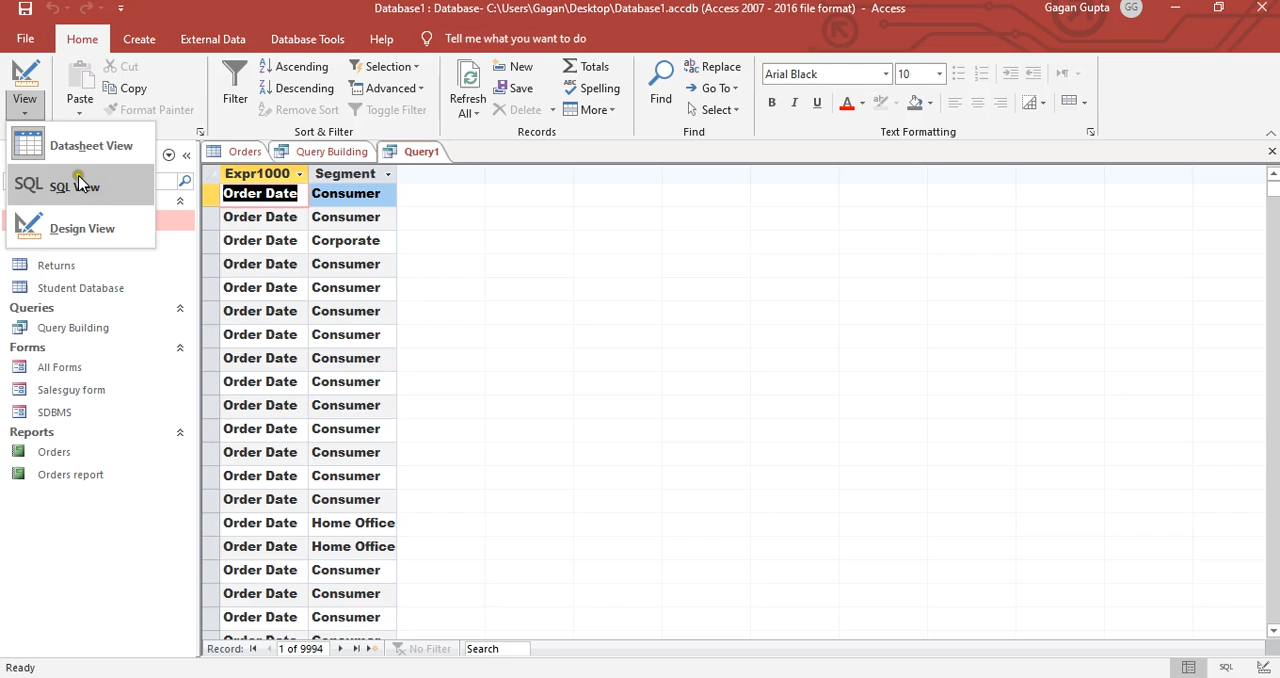 Database1 : Database- C:\Users\Gagan\Desktop\Database1.accdb (Access 2007 - 2016 file format) - Access
Gagan Gupta GG
File Home Create External Data Database Tools Help Tell me what you want to do
View Paste Cut Copy Format Painter
Filter Ascending Descending Remove Sort Selection Advanced Toggle Filter
Sort & Filter
Refresh All New Save Delete Totals Spelling More
Records
Find Replace Go To Select
Find
Arial Black 10
B I U A
Text Formatting
Datasheet View
SQL SQL View
Design View
Orders Query Building Query1
Returns
Student Database
Queries
Query Building
Forms
All Forms
Salesguy form
SDBMS
Reports
Orders
Orders report
Expr1000 Segment
Order Date Consumer
Order Date Consumer
Order Date Corporate
Order Date Consumer
Order Date Consumer
Order Date Consumer
Order Date Consumer
Order Date Consumer
Order Date Consumer
Order Date Consumer
Order Date Consumer
Order Date Consumer
Order Date Consumer
Order Date Consumer
Order Date Home Office
Order Date Home Office
Order Date Consumer
Order Date Consumer
Order Date Consumer
Order Date Consumer
Record: 1 of 9994 No Filter Search
Ready SQL